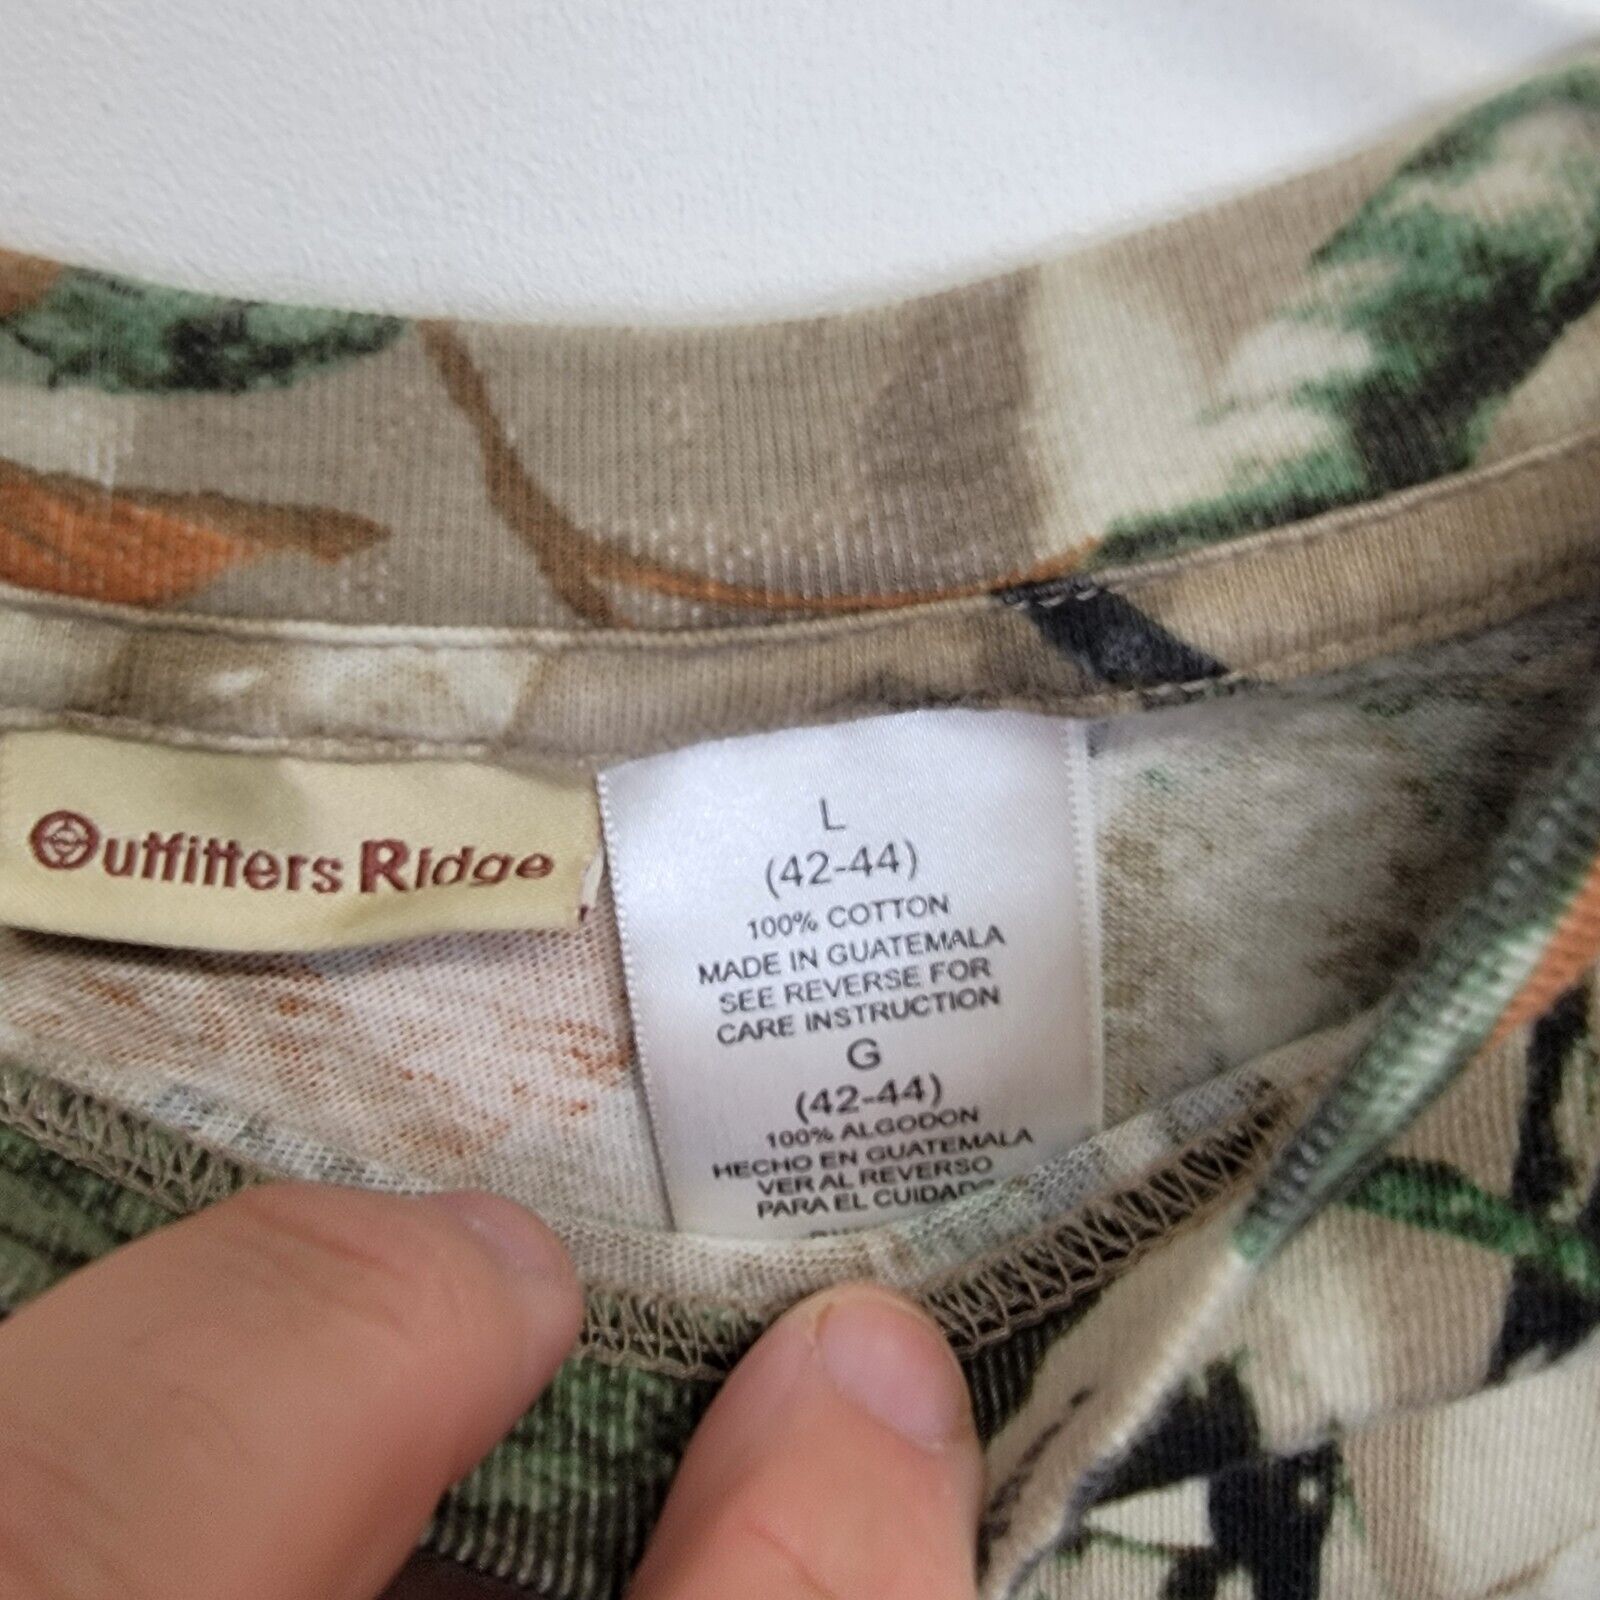 Outfitters Ridge
L
(42-44)
100% COTTON
MADE IN GUATEMALA
SEE REVERSE FOR
CARE INSTRUCTION
G
(42-44)
100% ALGODON
HECHO EN GUATEMALA
VER AL REVERSO
PARA EL CUIDADO